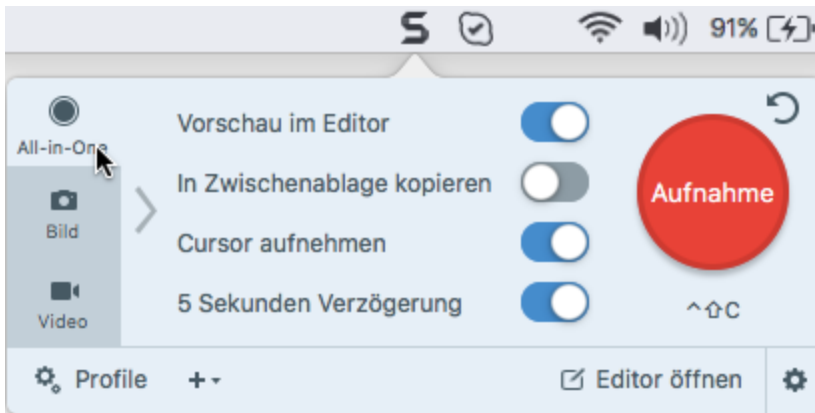 91%
All-in-One
Bild
Video
Vorschau im Editor
In Zwischenablage kopieren
Cursor aufnehmen
5 Sekunden Verzögerung
Aufnahme
^⇧C
Profile
Editor öffnen